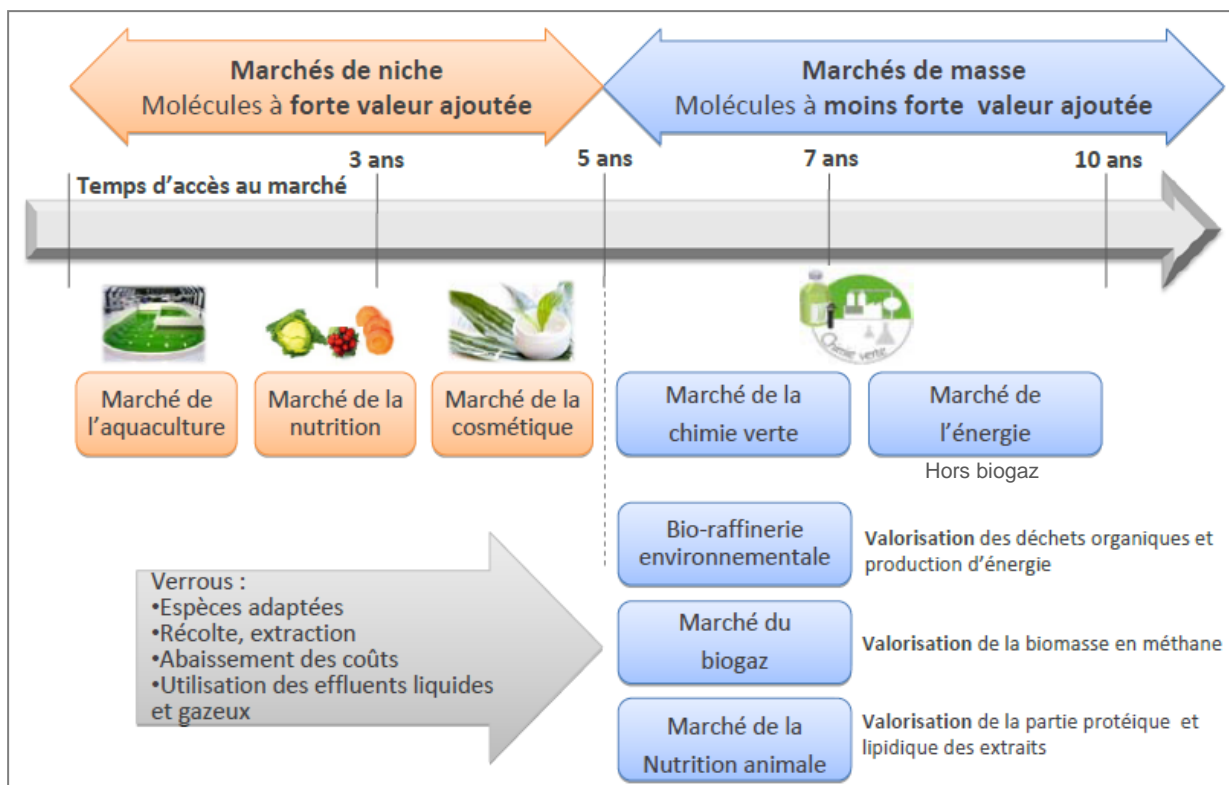 Marchés de niche
Molécules à forte valeur ajoutée
Marchés de masse
Molécules à moins forte valeur ajoutée
3 ans
5 ans
7 ans
10 ans
Temps d'accès au marché
Chimie verte
Marché de
l'aquaculture
Marché de la
nutrition
Marché de la
cosmétique
Marché de la
chimie verte
Marché de
l'énergie
Hors biogaz
Bio-raffinerie
environnementale
Valorisation des déchets organiques et
production d'énergie
Verrous :
•Espèces adaptées
•Récolte, extraction
•Abaissement des coûts
•Utilisation des effluents liquides
et gazeux
Marché du
biogaz
Valorisation de la biomasse en méthane
Marché de la
Nutrition animale
Valorisation de la partie protéique et
lipidique des extraits